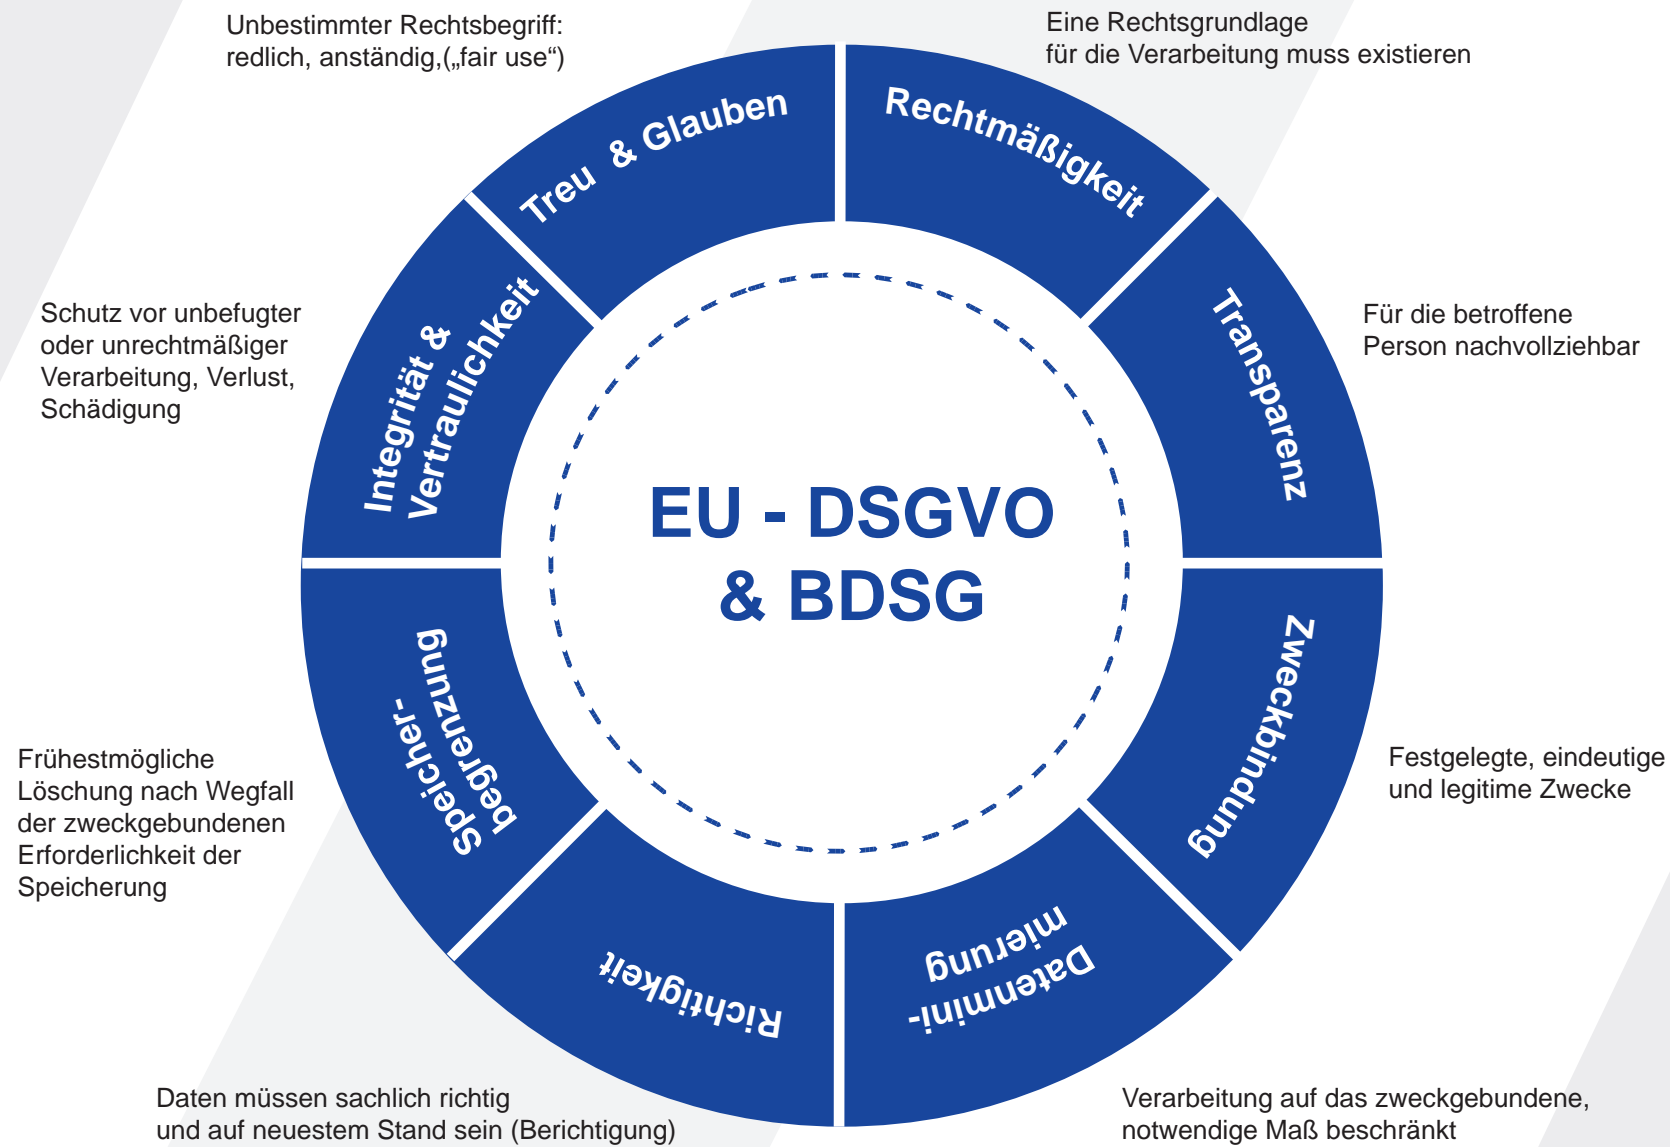 Unbestimmter Rechtsbegriff:
redlich, anständig,(„fair use“)
Eine Rechtsgrundlage
für die Verarbeitung muss existieren
Treu & Glauben
Rechtmäßigkeit
Schutz vor unbefugter
oder unrechtmäßiger
Verarbeitung, Verlust,
Schädigung
Integrität &
Vertraulichkeit
Transparenz
Für die betroffene
Person nachvollziehbar
EU - DSGVO
& BDSG
Frühestmögliche
Löschung nach Wegfall
der zweckgebundenen
Erforderlichkeit der
Speicherung
Speicher-
begrenzung
Zweckbindung
Festgelegte, eindeutige
und legitime Zwecke
Richtigkeit
Datenmini-
mierung
Daten müssen sachlich richtig
und auf neuestem Stand sein (Berichtigung)
Verarbeitung auf das zweckgebundene,
notwendige Maß beschränkt